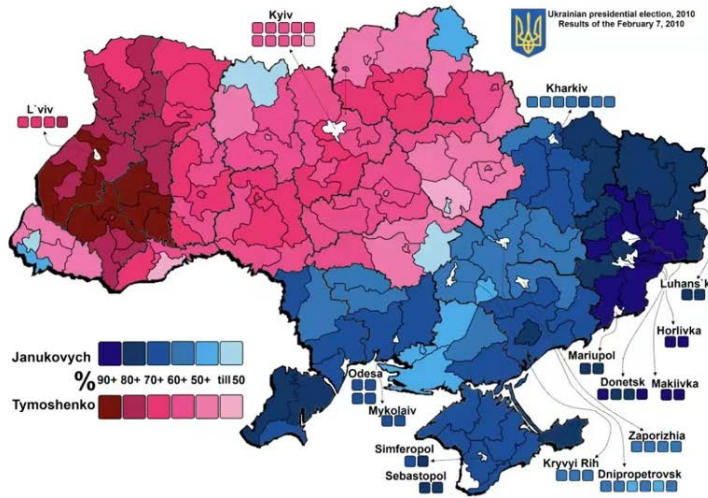 Ukrainian presidential election, 2010
Results of the February 7, 2010
Kyiv
L`viv
Kharkiv
Luhans`k
Horlivka
Mariupol
Donetsk
Makiivka
Zaporizhia
Kryvyi Rih
Dnipropetrovsk
Odesa
Mykolaiv
Simferopol
Sebastopol
Janukovych
% 90+ 80+ 70+ 60+ 50+ till 50
Tymoshenko